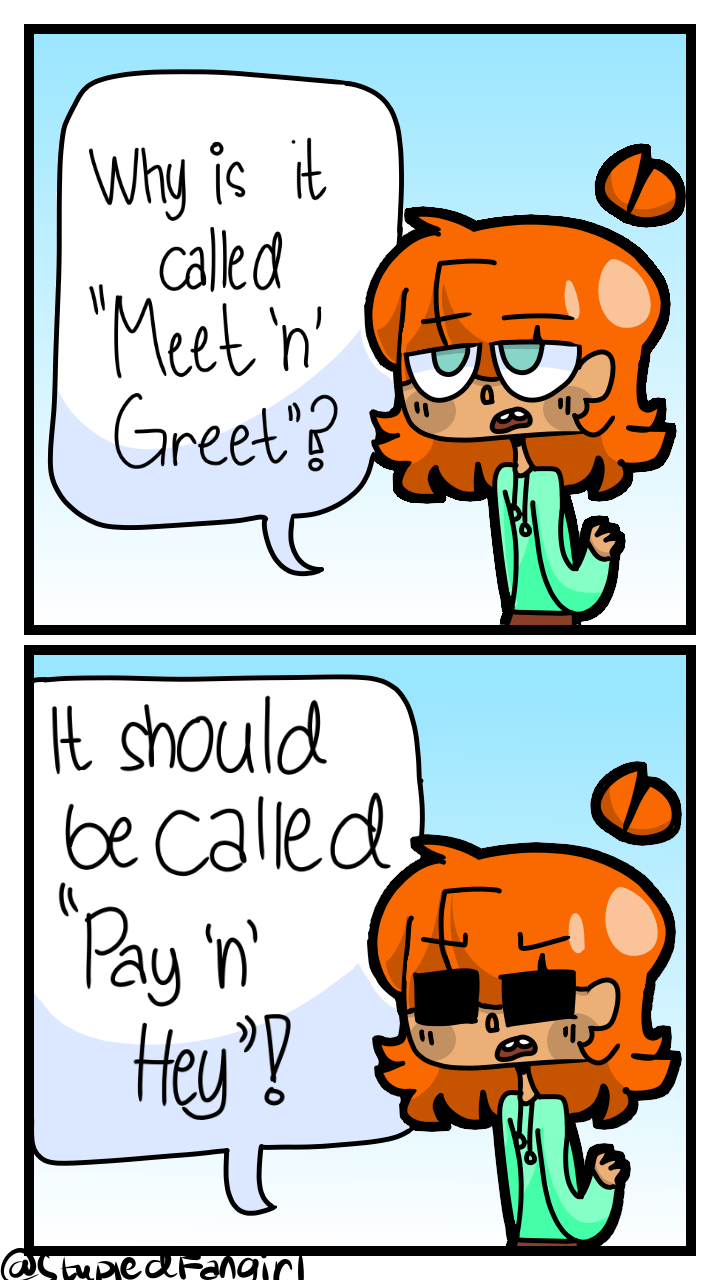 Why is it
called
"Meet 'n'
Greet"?
It should
be called
"Pay 'n'
Hey"!
@StupiedFangirl